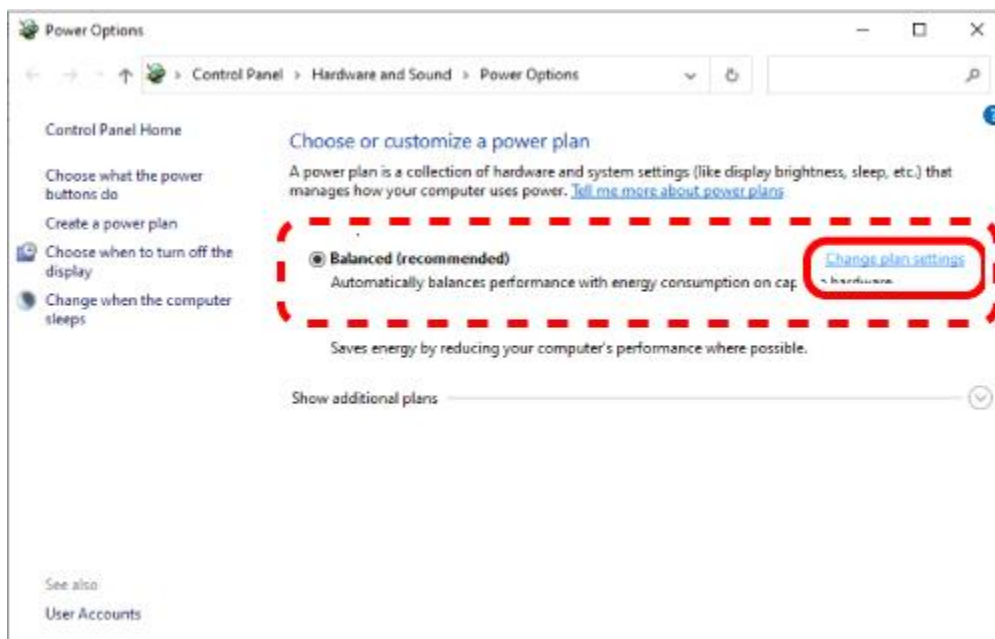 Power Options
Control Panel > Hardware and Sound > Power Options
Control Panel Home
Choose what the power
buttons do
Create a power plan
Choose when to turn off the
display
Change when the computer
sleeps
See also
User Accounts
Choose or customize a power plan
A power plan is a collection of hardware and system settings (like display brightness, sleep, etc.) that
manages how your computer uses power. Tell me more about power plans
Balanced (recommended)
Change plan settings
Automatically balances performance with energy consumption on cap hardware
Saves energy by reducing your computer's performance where possible.
Show additional plans